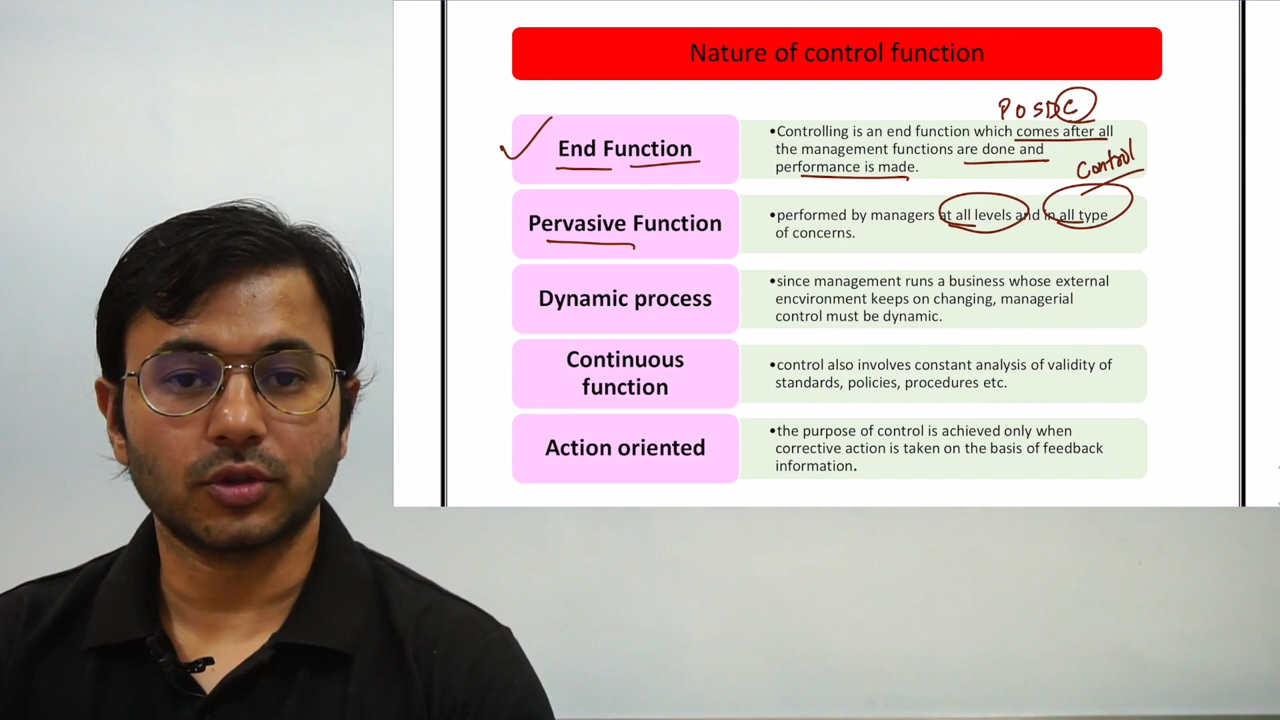 Nature of control function
POSDC
End Function
•Controlling is an end function which comes after all
the management functions are done and
performance is made.
Control
Pervasive Function
•performed by managers at all levels and in all type
of concerns.
Dynamic process
•since management runs a business whose external
encvironment keeps on changing, managerial
control must be dynamic.
Continuous
function
•control also involves constant analysis of validity of
standards, policies, procedures etc.
Action oriented
•the purpose of control is achieved only when
corrective action is taken on the basis of feedback
information.